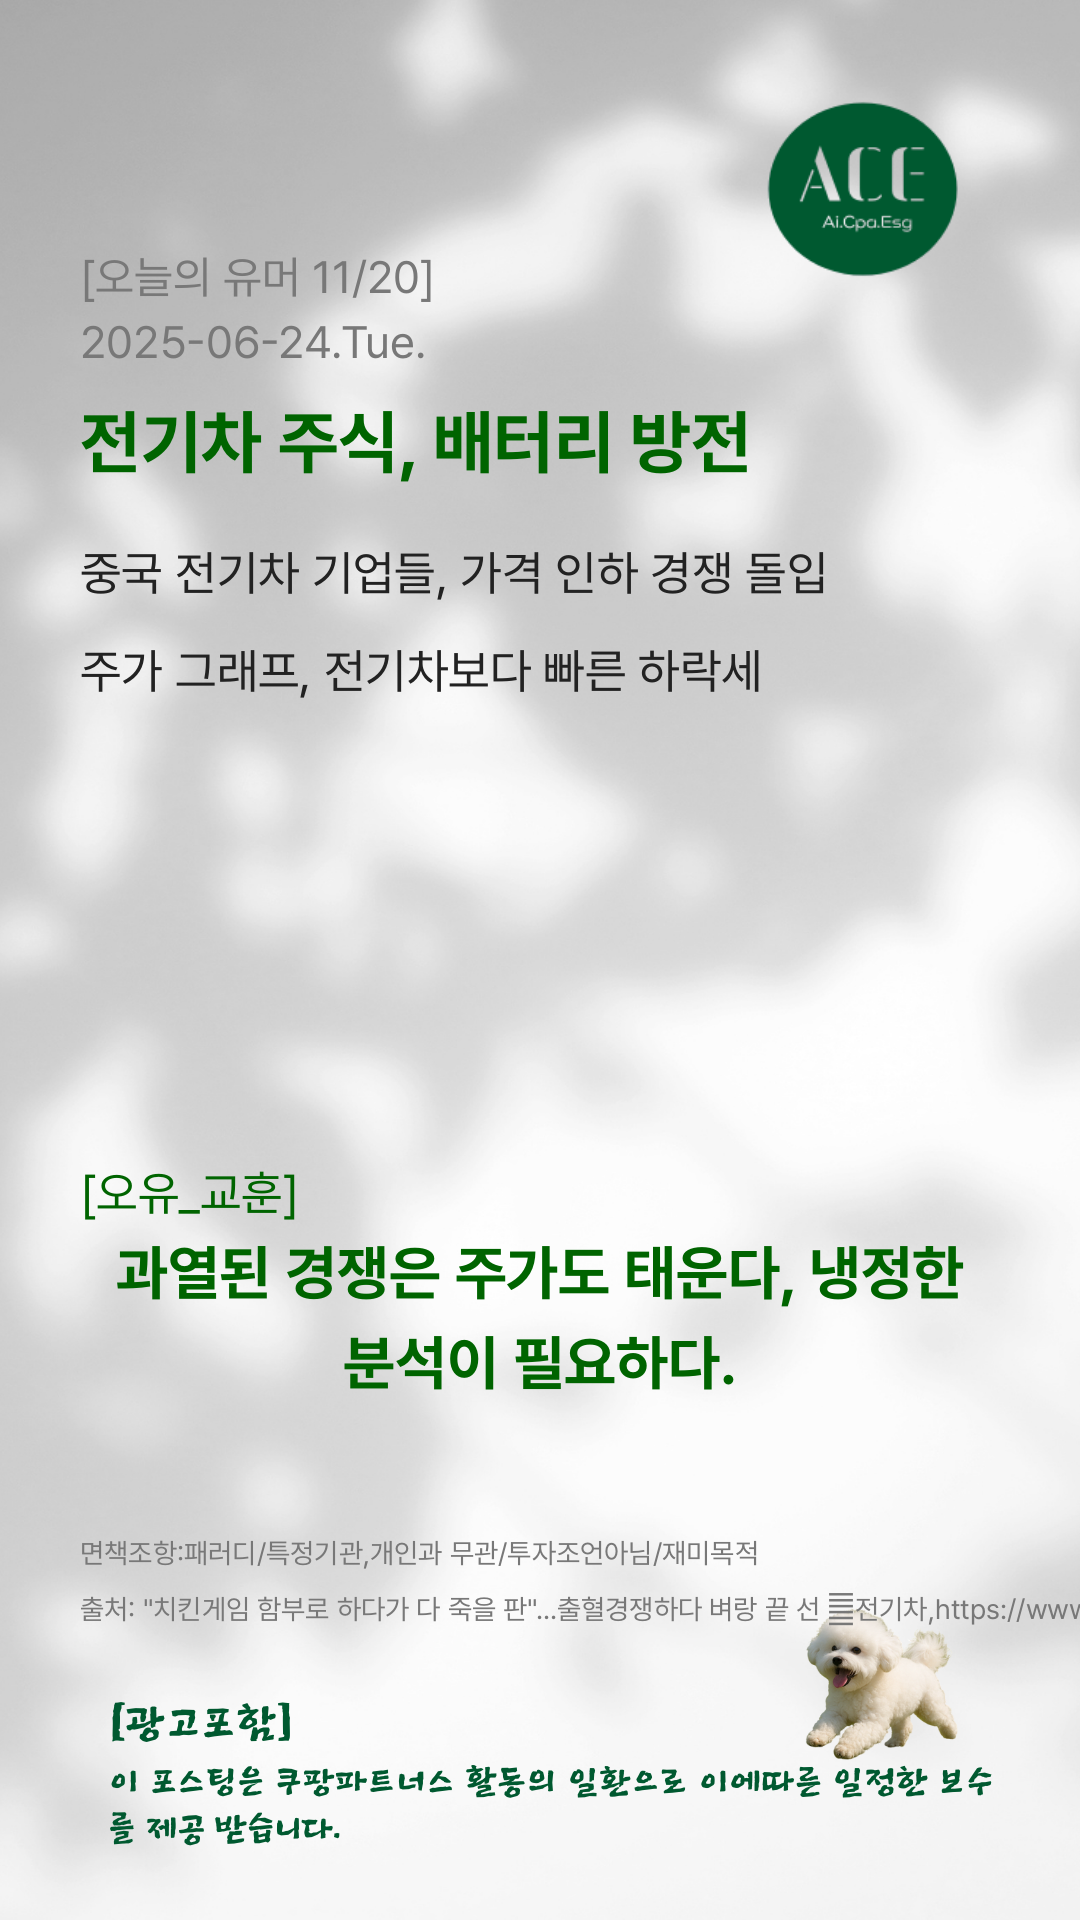 ACE
Ai.Cpa.Esg
[오늘의 유머 11/20]
2025-06-24.Tue.
전기차 주식, 배터리 방전
중국 전기차 기업들, 가격 인하 경쟁 돌입
주가 그래프, 전기차보다 빠른 하락세
[오유_교훈]
과열된 경쟁은 주가도 태운다, 냉정한
분석이 필요하다.
면책조항:패러디/특정기관,개인과 무관/투자조언아님/재미목적
출처: "치킨게임 함부로 하다가 다 죽을 판"...출혈경쟁하다 벼랑 끝 선 전기차,https://www
[광고포함]
이 포스팅은 쿠팡파트너스 활동의 일환으로 이에따른 일정한 보수
를 제공 받습니다.